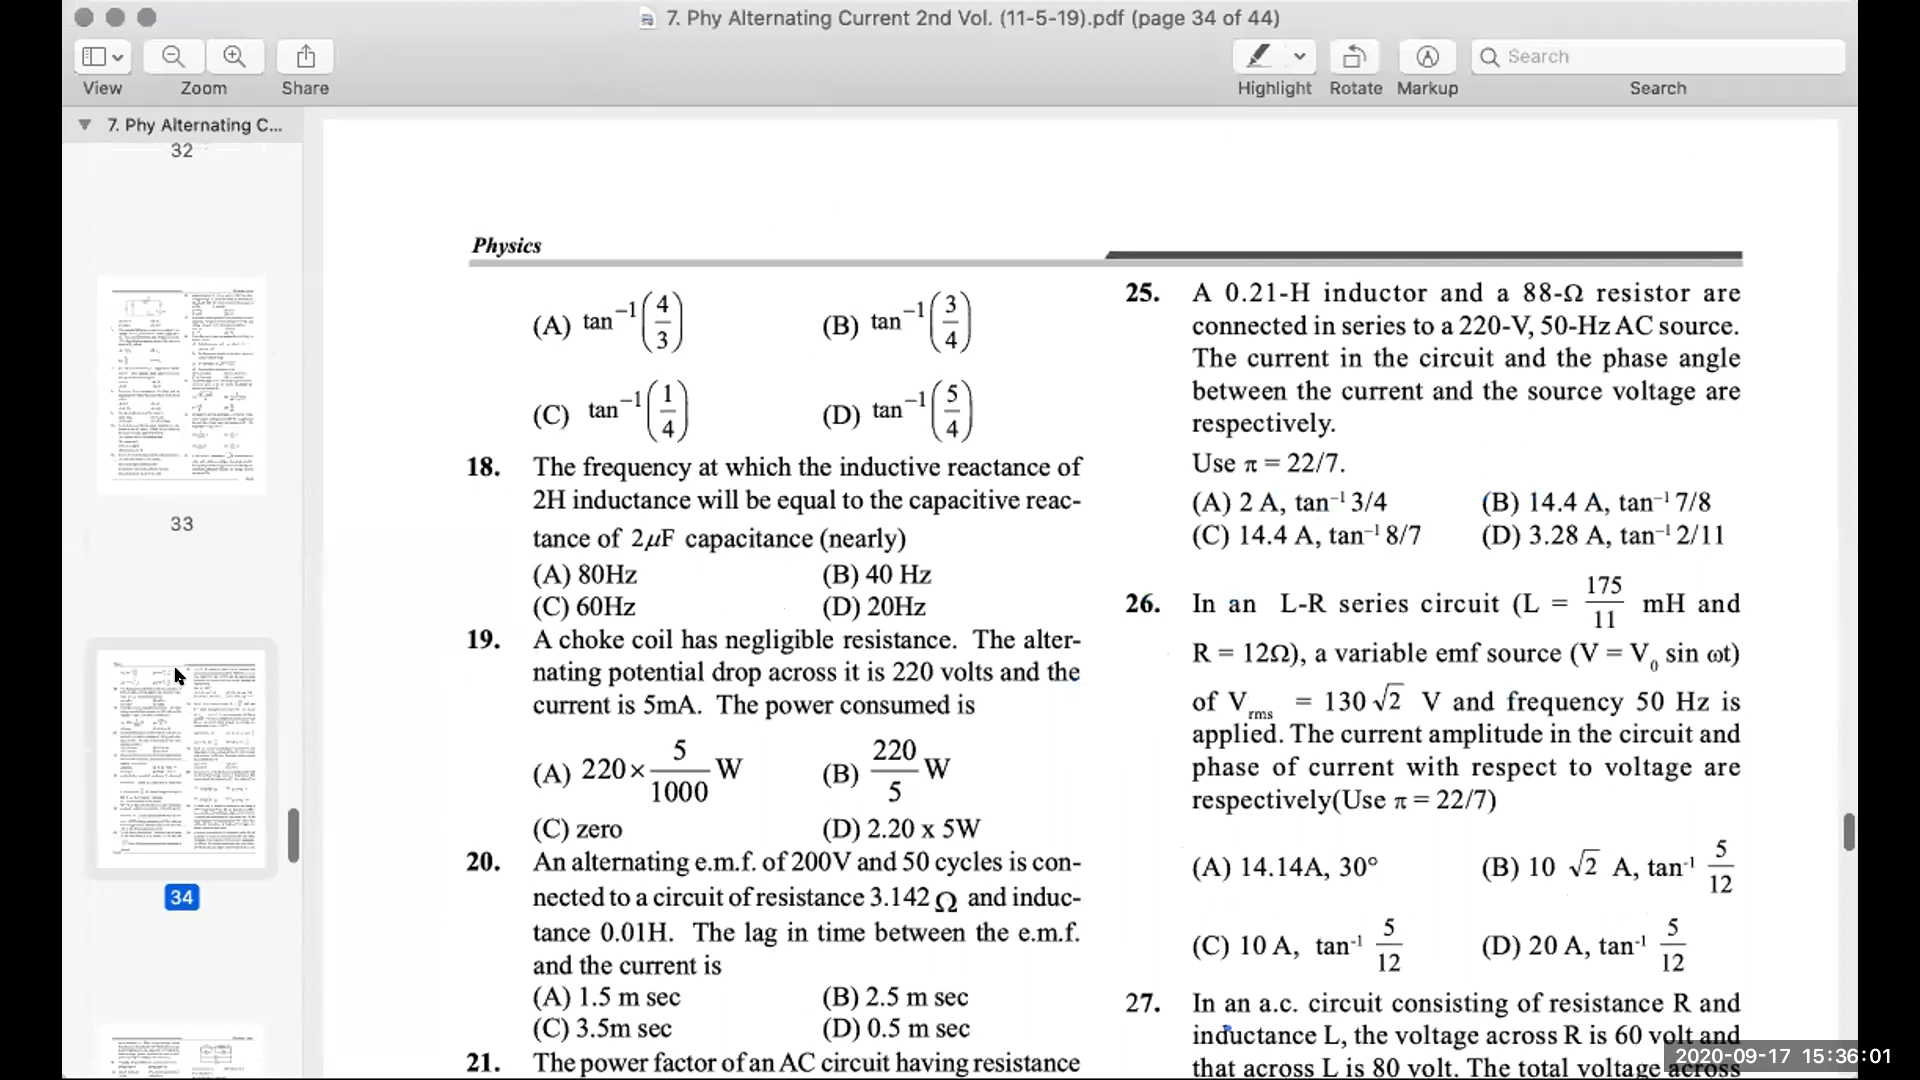 7. Phy Alternating Current 2nd Vol. (11-5-19).pdf (page 34 of 44)
View
Zoom
Share
Highlight
Rotate
Markup
Search
Search
7. Phy Alternating C...
32
33
34
Physics
(A) tan⁻¹(4/3) (B) tan⁻¹(3/4)
(C) tan⁻¹(1/4) (D) tan⁻¹(5/4)
18. The frequency at which the inductive reactance of
2H inductance will be equal to the capacitive reac-
tance of 2μF capacitance (nearly)
(A) 80Hz (B) 40 Hz
(C) 60Hz (D) 20Hz
19. A choke coil has negligible resistance. The alter-
nating potential drop across it is 220 volts and the
current is 5mA. The power consumed is
(A) 220×5/1000 W (B) 220/5 W
(C) zero (D) 2.20 x 5W
20. An alternating e.m.f. of 200V and 50 cycles is con-
nected to a circuit of resistance 3.142 Ω and induc-
tance 0.01H. The lag in time between the e.m.f.
and the current is
(A) 1.5 m sec (B) 2.5 m sec
(C) 3.5m sec (D) 0.5 m sec
21. The power factor of an AC circuit having resistance
25. A 0.21-H inductor and a 88-Ω resistor are
connected in series to a 220-V, 50-Hz AC source.
The current in the circuit and the phase angle
between the current and the source voltage are
respectively.
Use π = 22/7.
(A) 2 A, tan⁻¹ 3/4 (B) 14.4 A, tan⁻¹ 7/8
(C) 14.4 A, tan⁻¹ 8/7 (D) 3.28 A, tan⁻¹ 2/11
26. In an L-R series circuit (L = 175/11 mH and
R = 12Ω), a variable emf source (V = V₀ sin ωt)
of Vrms = 130√2 V and frequency 50 Hz is
applied. The current amplitude in the circuit and
phase of current with respect to voltage are
respectively(Use π = 22/7)
(A) 14.14A, 30° (B) 10 √2 A, tan⁻¹ 5/12
(C) 10 A, tan⁻¹ 5/12 (D) 20 A, tan⁻¹ 5/12
27. In an a.c. circuit consisting of resistance R and
inductance L, the voltage across R is 60 volt and
that across L is 80 volt. The total voltage across
2020-09-17 15:36:01